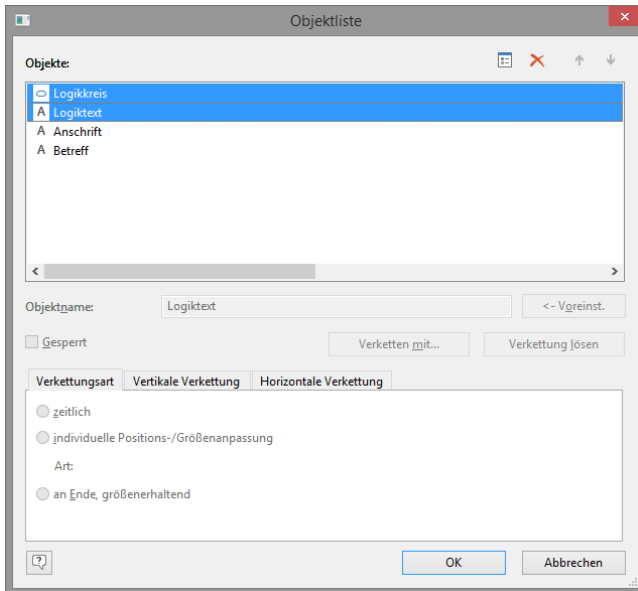 Objektliste
Objekte:
Logikkreis
A Logiktext
A Anschrift
A Betreff
Objektname: Logiktext <- Voreinst.
Gesperrt Verketten mit... Verkettung lösen
Verkettungsart Vertikale Verkettung Horizontale Verkettung
zeitlich
individuelle Positions-/Größenanpassung
Art:
an Ende, größenerhaltend
OK Abbrechen